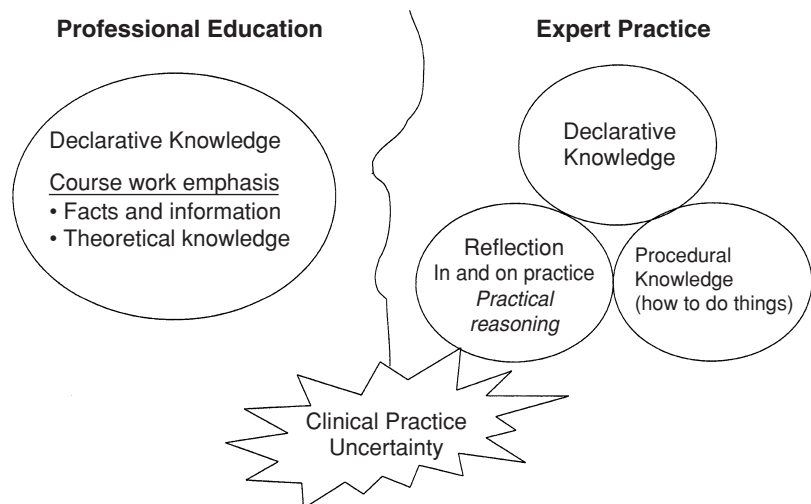 Professional Education
Declarative Knowledge
Course work emphasis
• Facts and information
• Theoretical knowledge
Expert Practice
Declarative
Knowledge
Reflection
In and on practice
Practical
reasoning
Procedural
Knowledge
(how to do things)
Clinical Practice
Uncertainty